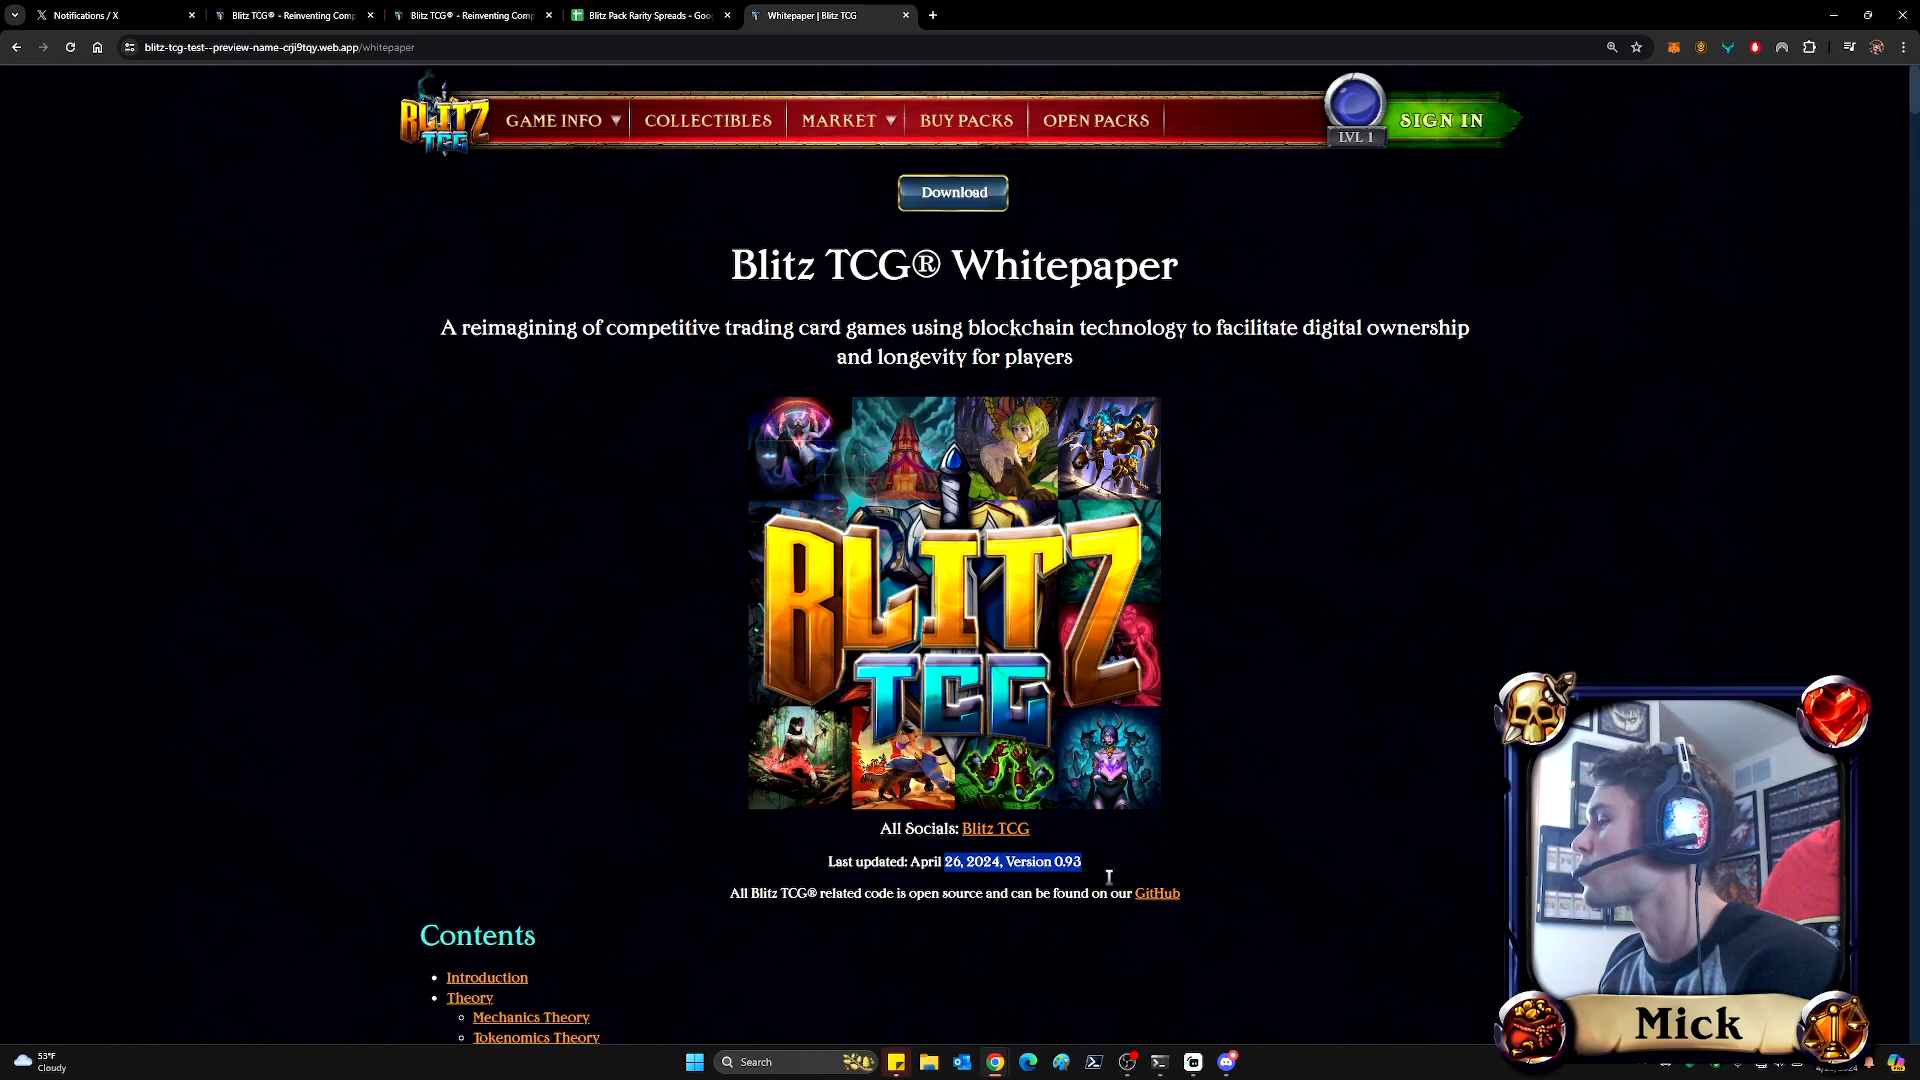 Notifications / X
Blitz TCG® - Reinventing Comp
Blitz TCG® - Reinventing Comp
Blitz Pack Rarity Spreads - Goo
Whitepaper | Blitz TCG
blitz-tcg-test--preview-name-crji9tqy.web.app/whitepaper
BLITZ
TCG
GAME INFO
COLLECTIBLES
MARKET
BUY PACKS
OPEN PACKS
LVL 1
SIGN IN
Download
Blitz TCG® Whitepaper
A reimagining of competitive trading card games using blockchain technology to facilitate digital ownership
and longevity for players
BLITZ
TCG
All Socials: Blitz TCG
Last updated: April 26, 2024, Version 0.93
All Blitz TCG® related code is open source and can be found on our GitHub
Contents
Introduction
Theory
Mechanics Theory
Tokenomics Theory
Mick
53°F
Cloudy
Search